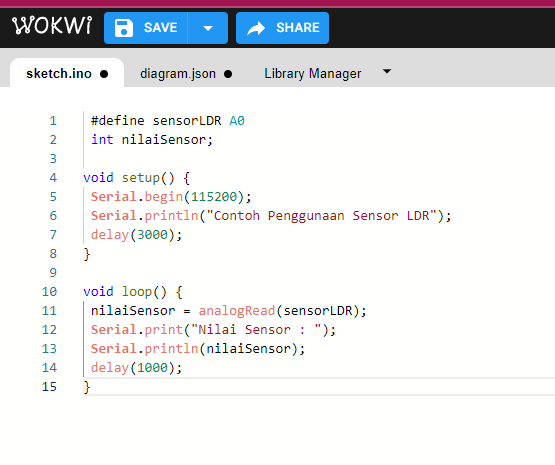 WOKWi SAVE SHARE
sketch.ino ● diagram.json ● Library Manager
1 #define sensorLDR A0
2 int nilaiSensor;
3
4 void setup() {
5 Serial.begin(115200);
6 Serial.println("Contoh Penggunaan Sensor LDR");
7 delay(3000);
8 }
9
10 void loop() {
11 nilaiSensor = analogRead(sensorLDR);
12 Serial.print("Nilai Sensor : ");
13 Serial.println(nilaiSensor);
14 delay(1000);
15 }